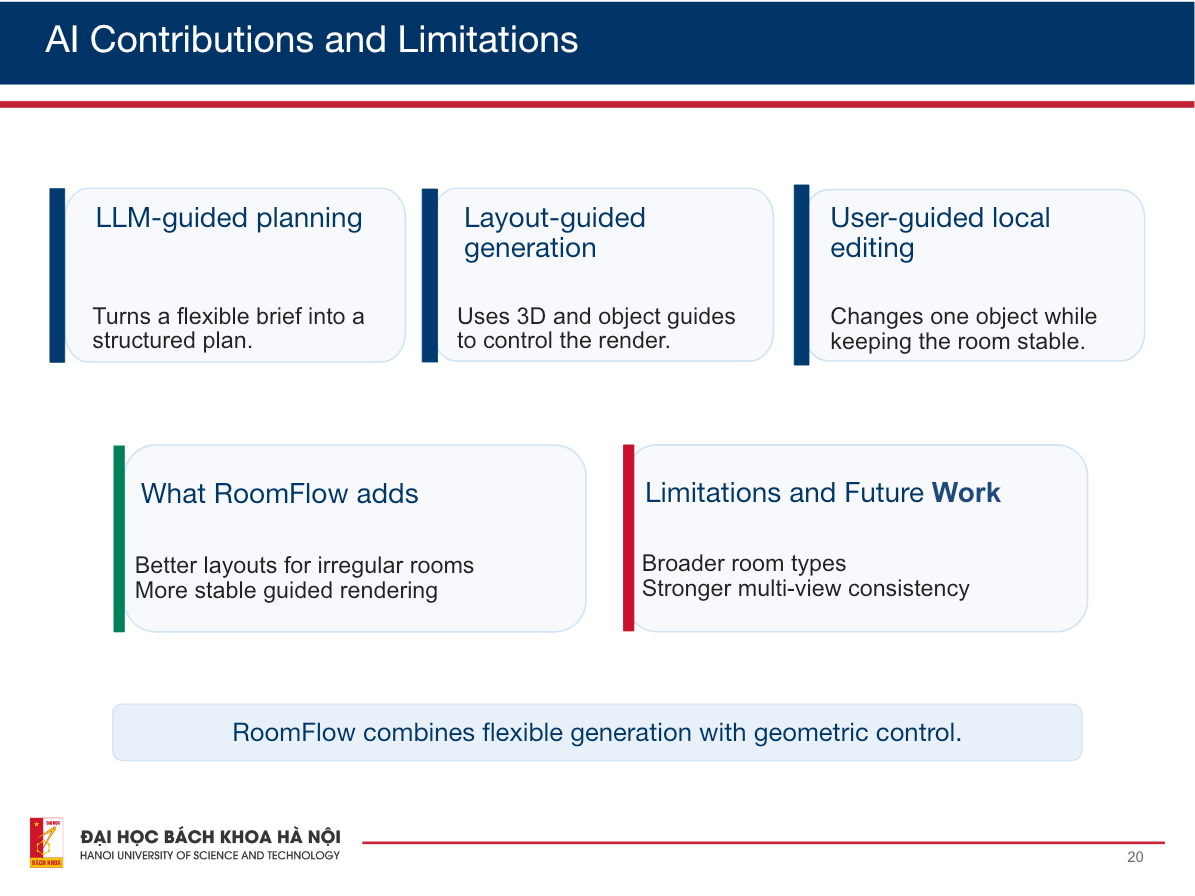 AI Contributions and Limitations
LLM-guided planning
Turns a flexible brief into a
structured plan.
Layout-guided
generation
Uses 3D and object guides
to control the render.
User-guided local
editing
Changes one object while
keeping the room stable.
What RoomFlow adds
Better layouts for irregular rooms
More stable guided rendering
Limitations and Future Work
Broader room types
Stronger multi-view consistency
RoomFlow combines flexible generation with geometric control.
ĐẠI HỌC
BÁCH KHOA
ĐẠI HỌC BÁCH KHOA HÀ NỘI
HANOI UNIVERSITY OF SCIENCE AND TECHNOLOGY
20